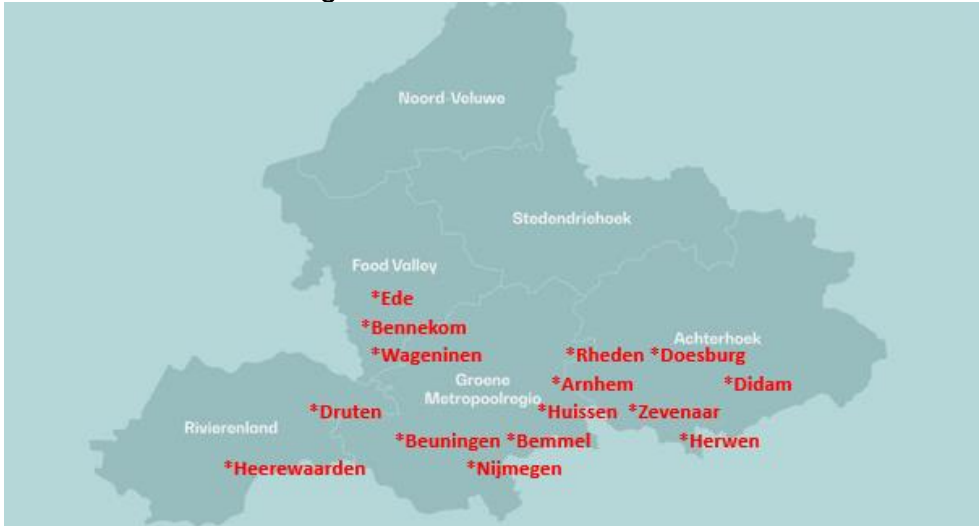 Noord-Veluwe
Stedendriehoek
Food Valley
*Ede
*Bennekom
*Wageninen
Achterhoek
*Rheden *Doesburg
Groene
Metropoolregio
*Arnhem *Didam
*Druten
*Huissen *Zevenaar
Rivierenland
*Beuningen *Bemmel *Herwen
*Heerewaarden *Nijmegen